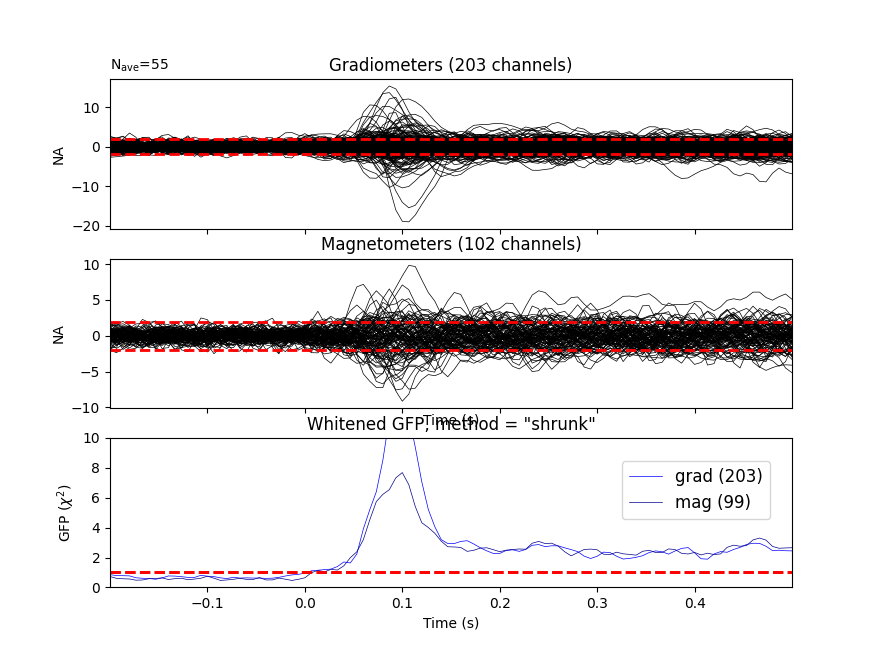 Nave=55
Gradiometers (203 channels)
10
0
−10
−20
NA
Magnetometers (102 channels)
10
5
0
−5
−10
NA
Time (s)
Whitened GFP, method = "shrunk"
10
8
6
4
2
0
GFP (χ²)
grad (203)
mag (99)
−0.1 0.0 0.1 0.2 0.3 0.4
Time (s)